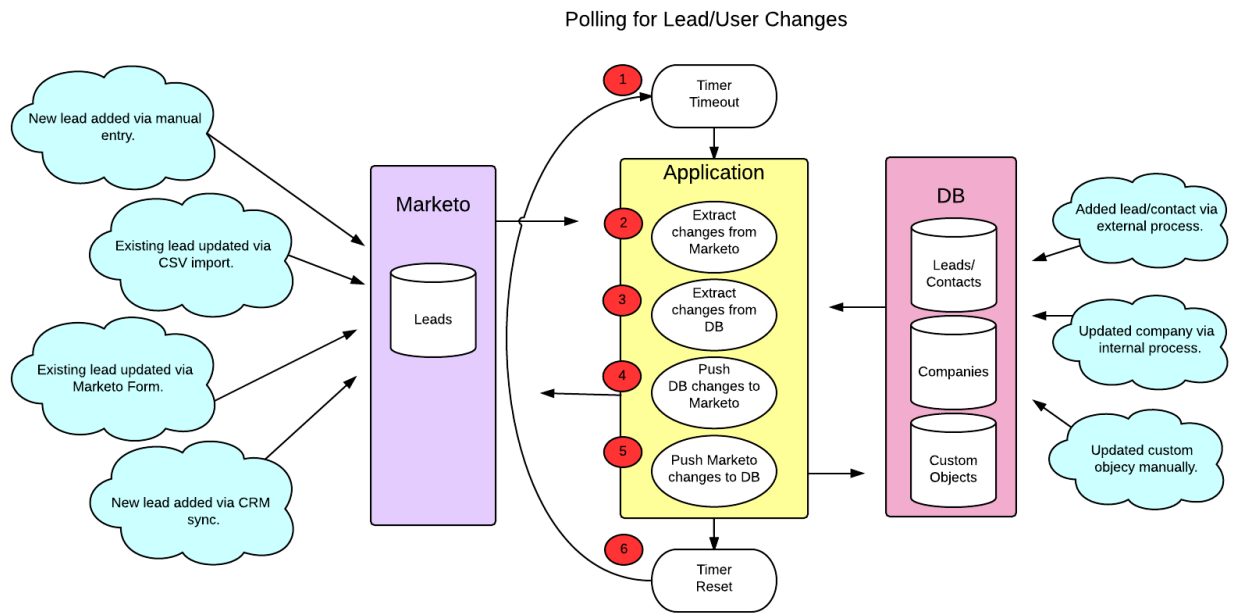 Polling for Lead/User Changes
New lead added via manual
entry.
Existing lead updated via
CSV import.
Existing lead updated via
Marketo Form.
New lead added via CRM
sync.
Marketo
Leads
1
Timer
Timeout
Application
2
Extract
changes from
Marketo
3
Extract
changes from
DB
4
Push
DB changes to
Marketo
5
Push Marketo
changes to DB
6
Timer
Reset
DB
Leads/
Contacts
Companies
Custom
Objects
Added lead/contact via
external process.
Updated company via
internal process.
Updated custom
objecy manually.